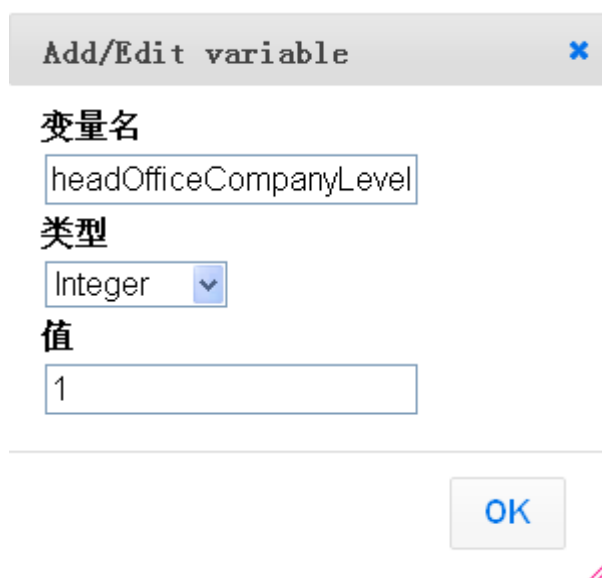 Add/Edit variable
变量名
headOfficeCompanyLevel
类型
Integer
值
1
OK